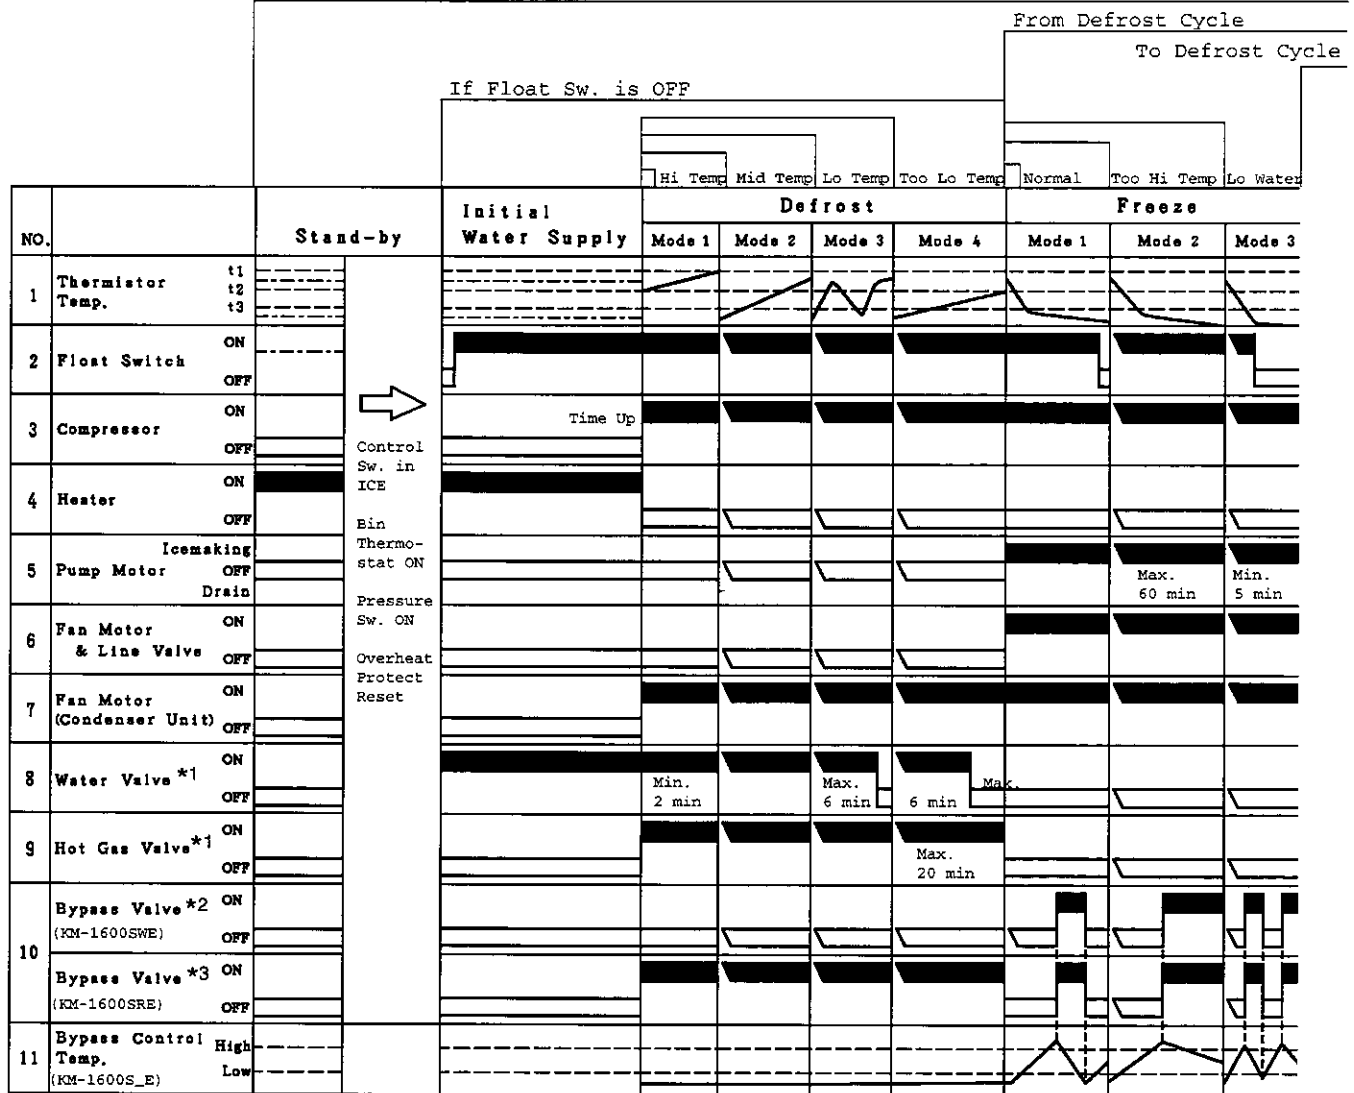 From Defrost Cycle
To Defrost Cycle
If Float Sw. is OFF
Hi Temp Mid Temp Lo Temp Too Lo Temp Normal Too Hi Temp Lo Water
NO. Stand-by Initial Water Supply Defrost Freeze
Mode 1 Mode 2 Mode 3 Mode 4 Mode 1 Mode 2 Mode 3
1 Thermistor Temp. t1 t2 t3
2 Float Switch ON OFF
3 Compressor ON OFF
Time Up
4 Heater ON OFF
5 Pump Motor Icemaking OFF Drain
Max. 60 min
Min. 5 min
6 Fan Motor & Line Valve ON OFF
7 Fan Motor (Condenser Unit) ON OFF
8 Water Valve *1 ON OFF
Min. 2 min
Max. 6 min
6 min Max.
9 Hot Gas Valve *1 ON OFF
Max. 20 min
10 Bypass Valve *2 ON OFF
(KM-1600SWE)
Bypass Valve *3 ON OFF
(KM-1600SRE)
11 Bypass Control Temp. High Low
(KM-1600S_E)
Control
Sw. in
ICE
Bin
Thermo-
stat ON
Pressure
Sw. ON
Overheat
Protect
Reset